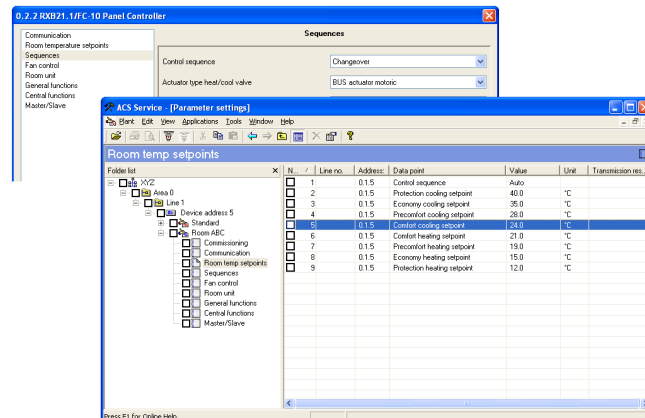 0.2.2 RXB21.1/FC-10 Panel Controller
Communication
Room temperature setpoints
Sequences
Fan control
Room unit
General functions
Central functions
Master/Slave
Sequences
Control sequence Changeover
Actuator type heat/cool valve BUS actuator motoric
ACS Service - [Parameter settings]
Plant Edit View Applications Tools Window Help
Room temp setpoints
Folder list
XYZ
Area 0
Line 1
Device address 5
Standard
Room ABC
Commissioning
Communication
Room temp setpoints
Sequences
Fan control
Room unit
General functions
Central functions
Master/Slave
N... Line no. Address: Data point Value Unit Transmission res...
1 0.1.5 Control sequence Auto
2 0.1.5 Protection cooling setpoint 40.0 °C
3 0.1.5 Economy cooling setpoint 35.0 °C
4 0.1.5 Precomfort cooling setpoint 28.0 °C
5 0.1.5 Comfort cooling setpoint 24.0 °C
6 0.1.5 Comfort heating setpoint 21.0 °C
7 0.1.5 Precomfort heating setpoint 19.0 °C
8 0.1.5 Economy heating setpoint 15.0 °C
9 0.1.5 Protection heating setpoint 12.0 °C
Press F1 for Online Help.